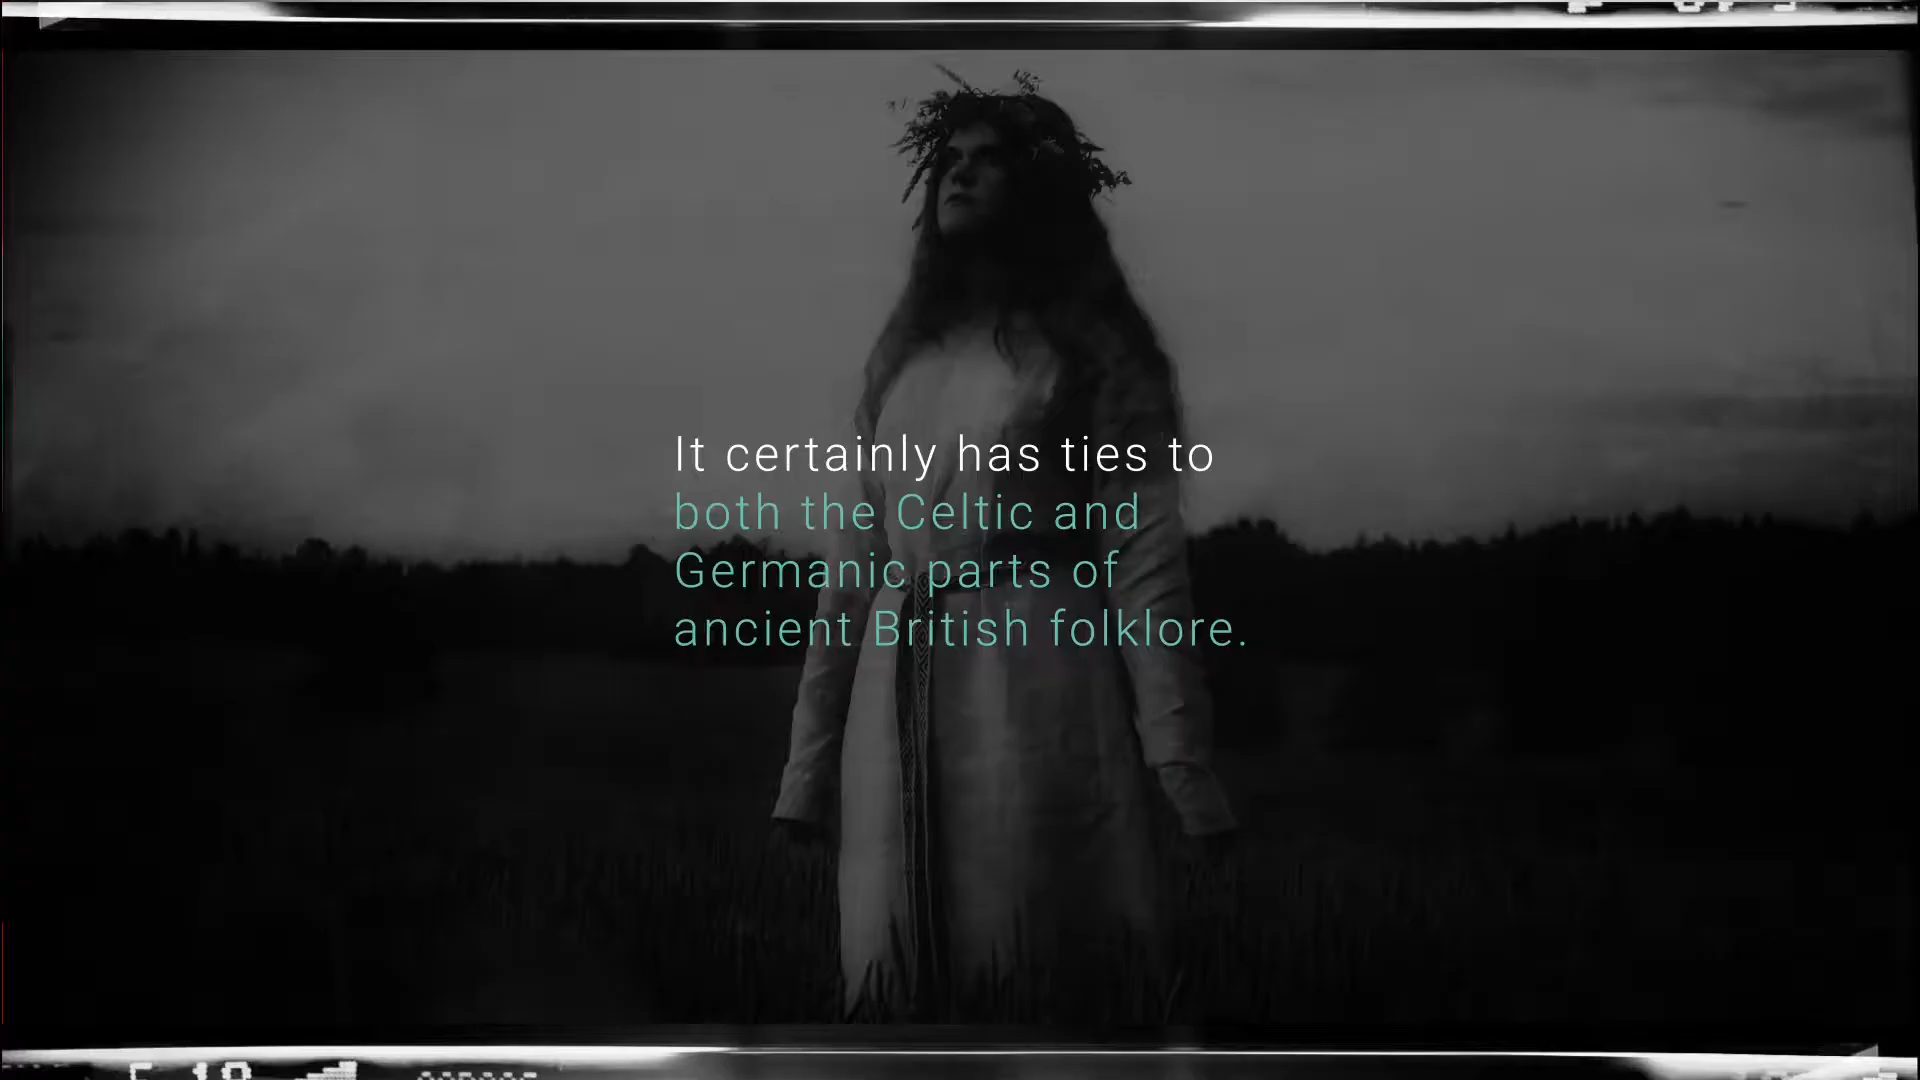 It certainly has ties to
both the Celtic and
Germanic parts of
ancient British folklore.